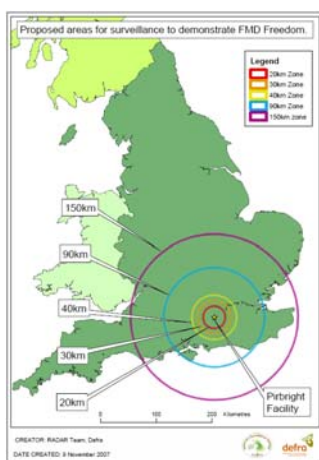 Proposed areas for surveillance to demonstrate FMD Freedom.
Legend
20km Zone
30km Zone
40km Zone
90km Zone
150km zone
150km
90km
40km
30km
20km
Pirbright
Facility
0 50 100 200 Kilometres
CREATOR: RADAR Team, Defra
DATE CREATED: 9 November 2007
defra